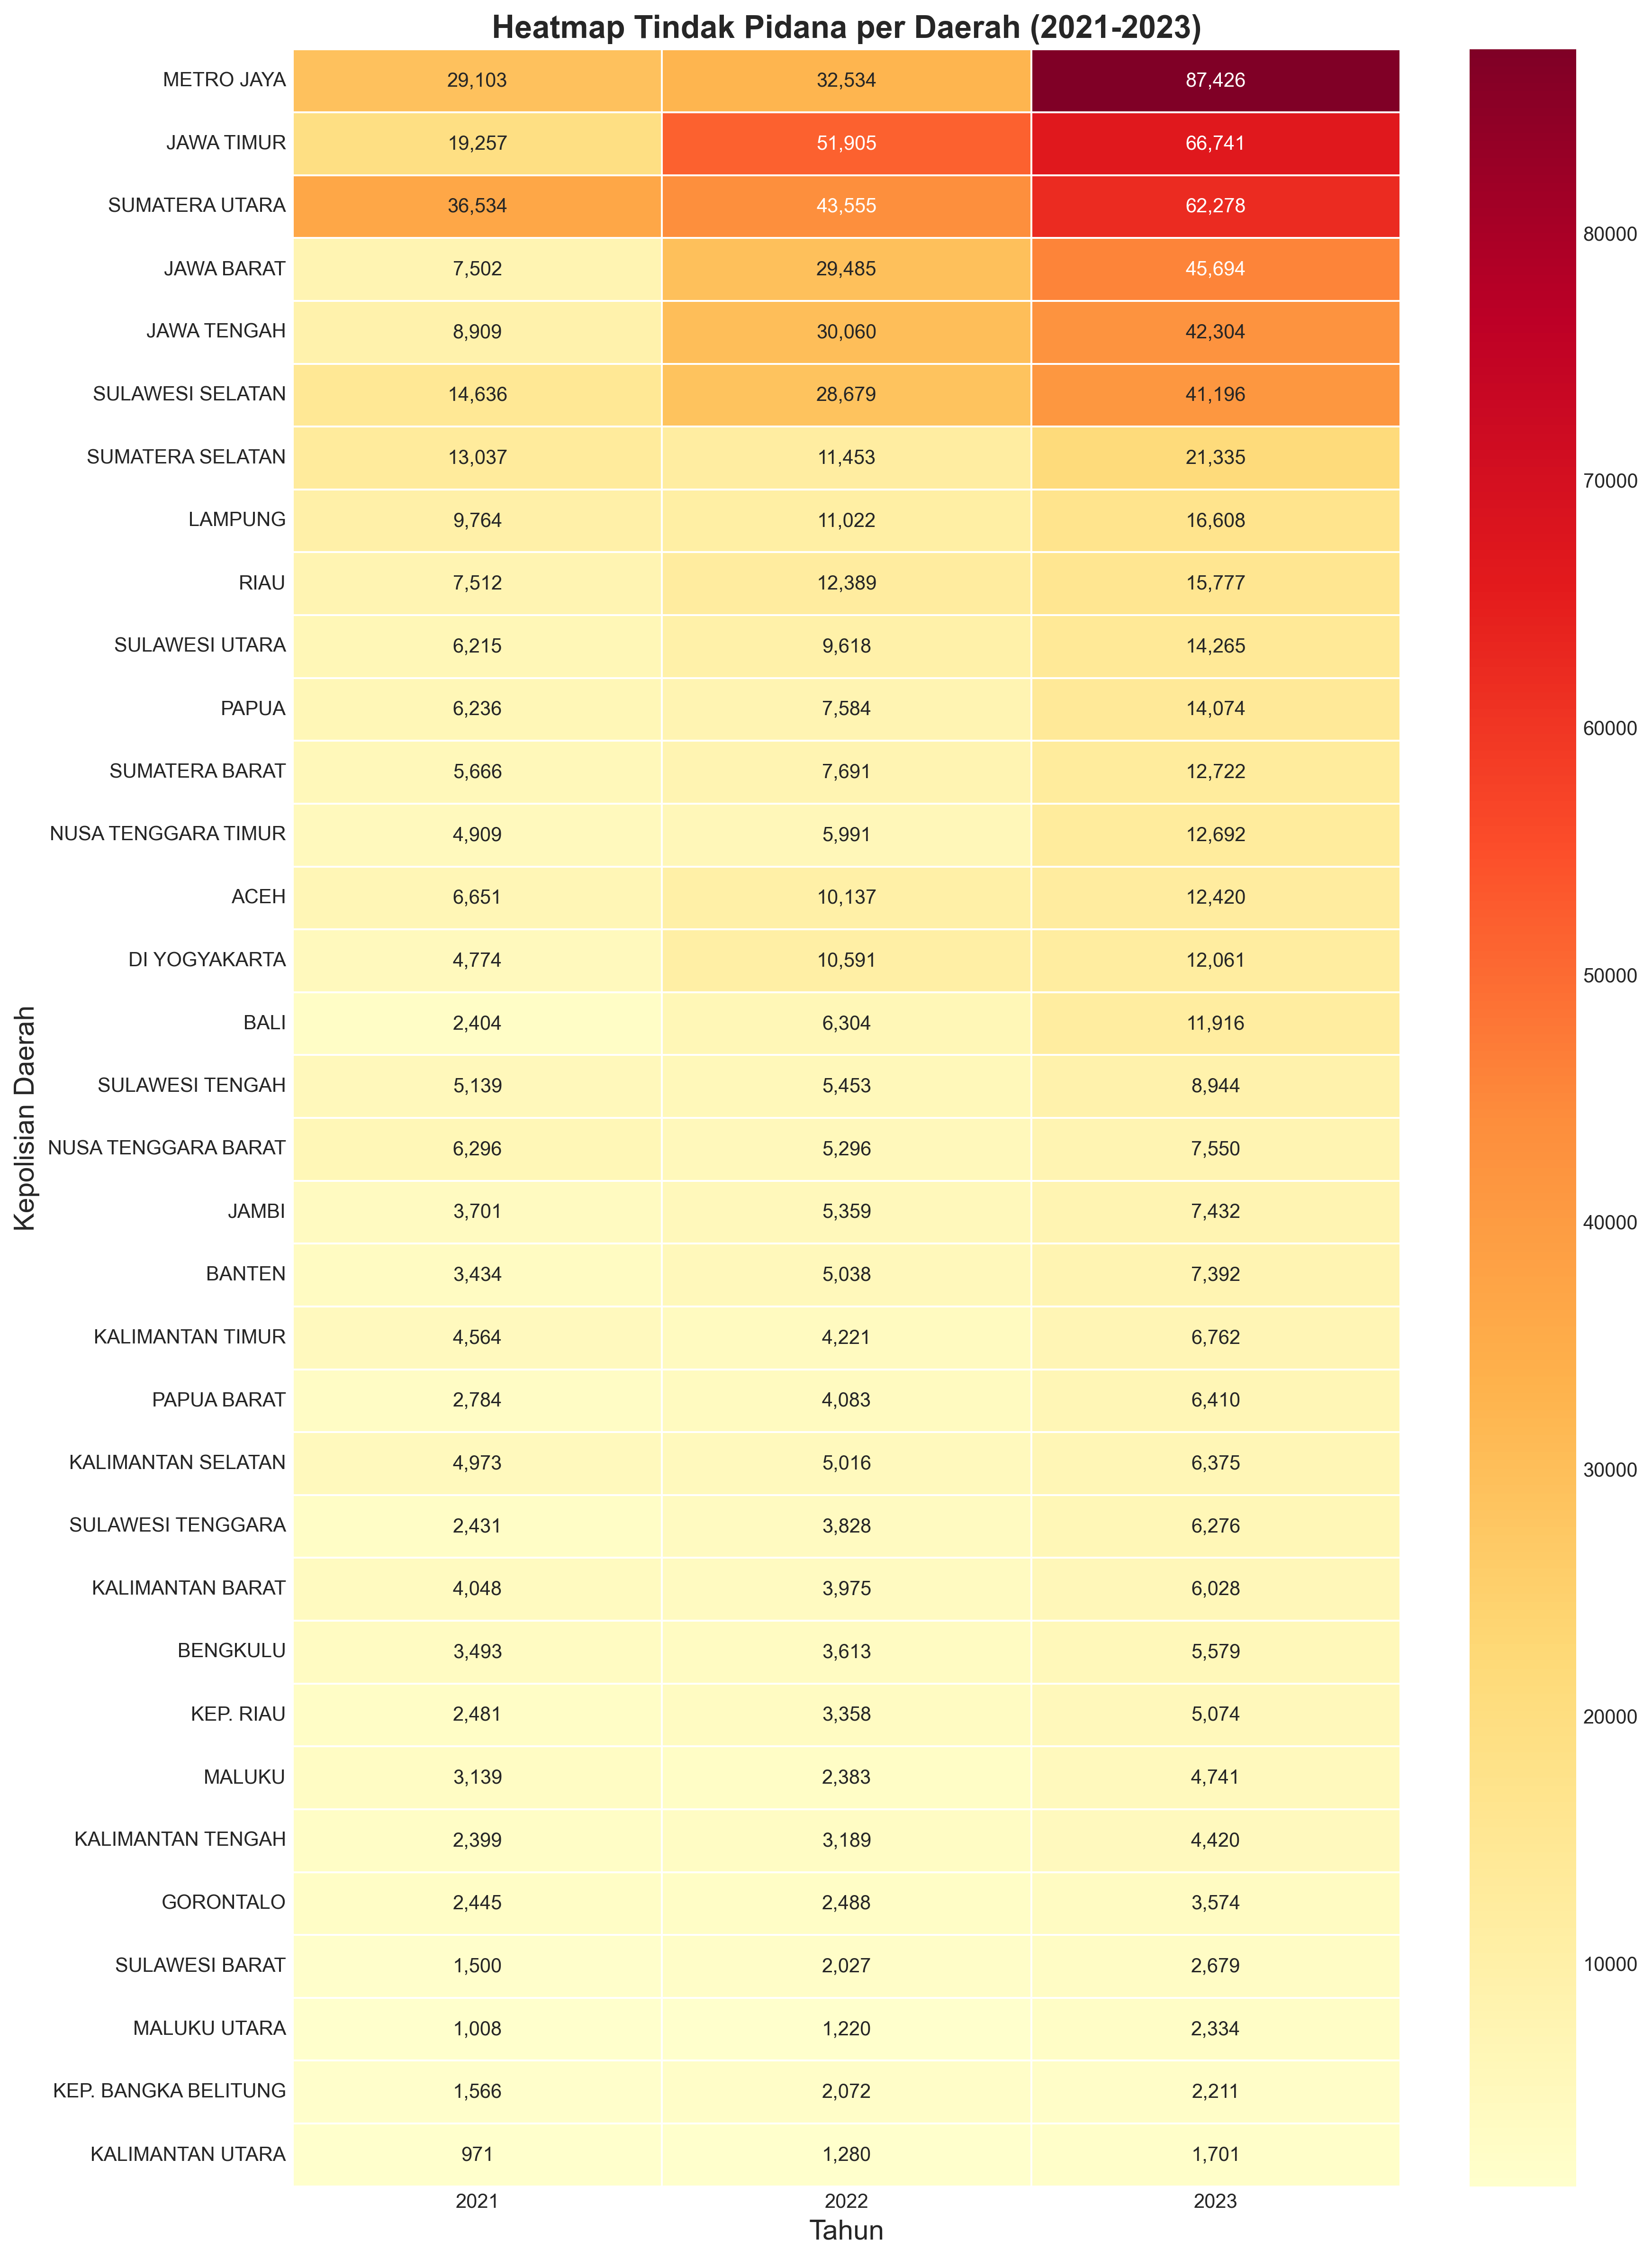 Heatmap Tindak Pidana per Daerah (2021-2023)
METRO JAYA 29,103 32,534 87,426
JAWA TIMUR 19,257 51,905 66,741
SUMATERA UTARA 36,534 43,555 62,278
JAWA BARAT 7,502 29,485 45,694
JAWA TENGAH 8,909 30,060 42,304
SULAWESI SELATAN 14,636 28,679 41,196
SUMATERA SELATAN 13,037 11,453 21,335
LAMPUNG 9,764 11,022 16,608
RIAU 7,512 12,389 15,777
SULAWESI UTARA 6,215 9,618 14,265
PAPUA 6,236 7,584 14,074
SUMATERA BARAT 5,666 7,691 12,722
NUSA TENGGARA TIMUR 4,909 5,991 12,692
ACEH 6,651 10,137 12,420
DI YOGYAKARTA 4,774 10,591 12,061
BALI 2,404 6,304 11,916
SULAWESI TENGAH 5,139 5,453 8,944
NUSA TENGGARA BARAT 6,296 5,296 7,550
JAMBI 3,701 5,359 7,432
BANTEN 3,434 5,038 7,392
KALIMANTAN TIMUR 4,564 4,221 6,762
PAPUA BARAT 2,784 4,083 6,410
KALIMANTAN SELATAN 4,973 5,016 6,375
SULAWESI TENGGARA 2,431 3,828 6,276
KALIMANTAN BARAT 4,048 3,975 6,028
BENGKULU 3,493 3,613 5,579
KEP. RIAU 2,481 3,358 5,074
MALUKU 3,139 2,383 4,741
KALIMANTAN TENGAH 2,399 3,189 4,420
GORONTALO 2,445 2,488 3,574
SULAWESI BARAT 1,500 2,027 2,679
MALUKU UTARA 1,008 1,220 2,334
KEP. BANGKA BELITUNG 1,566 2,072 2,211
KALIMANTAN UTARA 971 1,280 1,701
2021 2022 2023
Tahun
Kepolisian Daerah
80000
70000
60000
50000
40000
30000
20000
10000